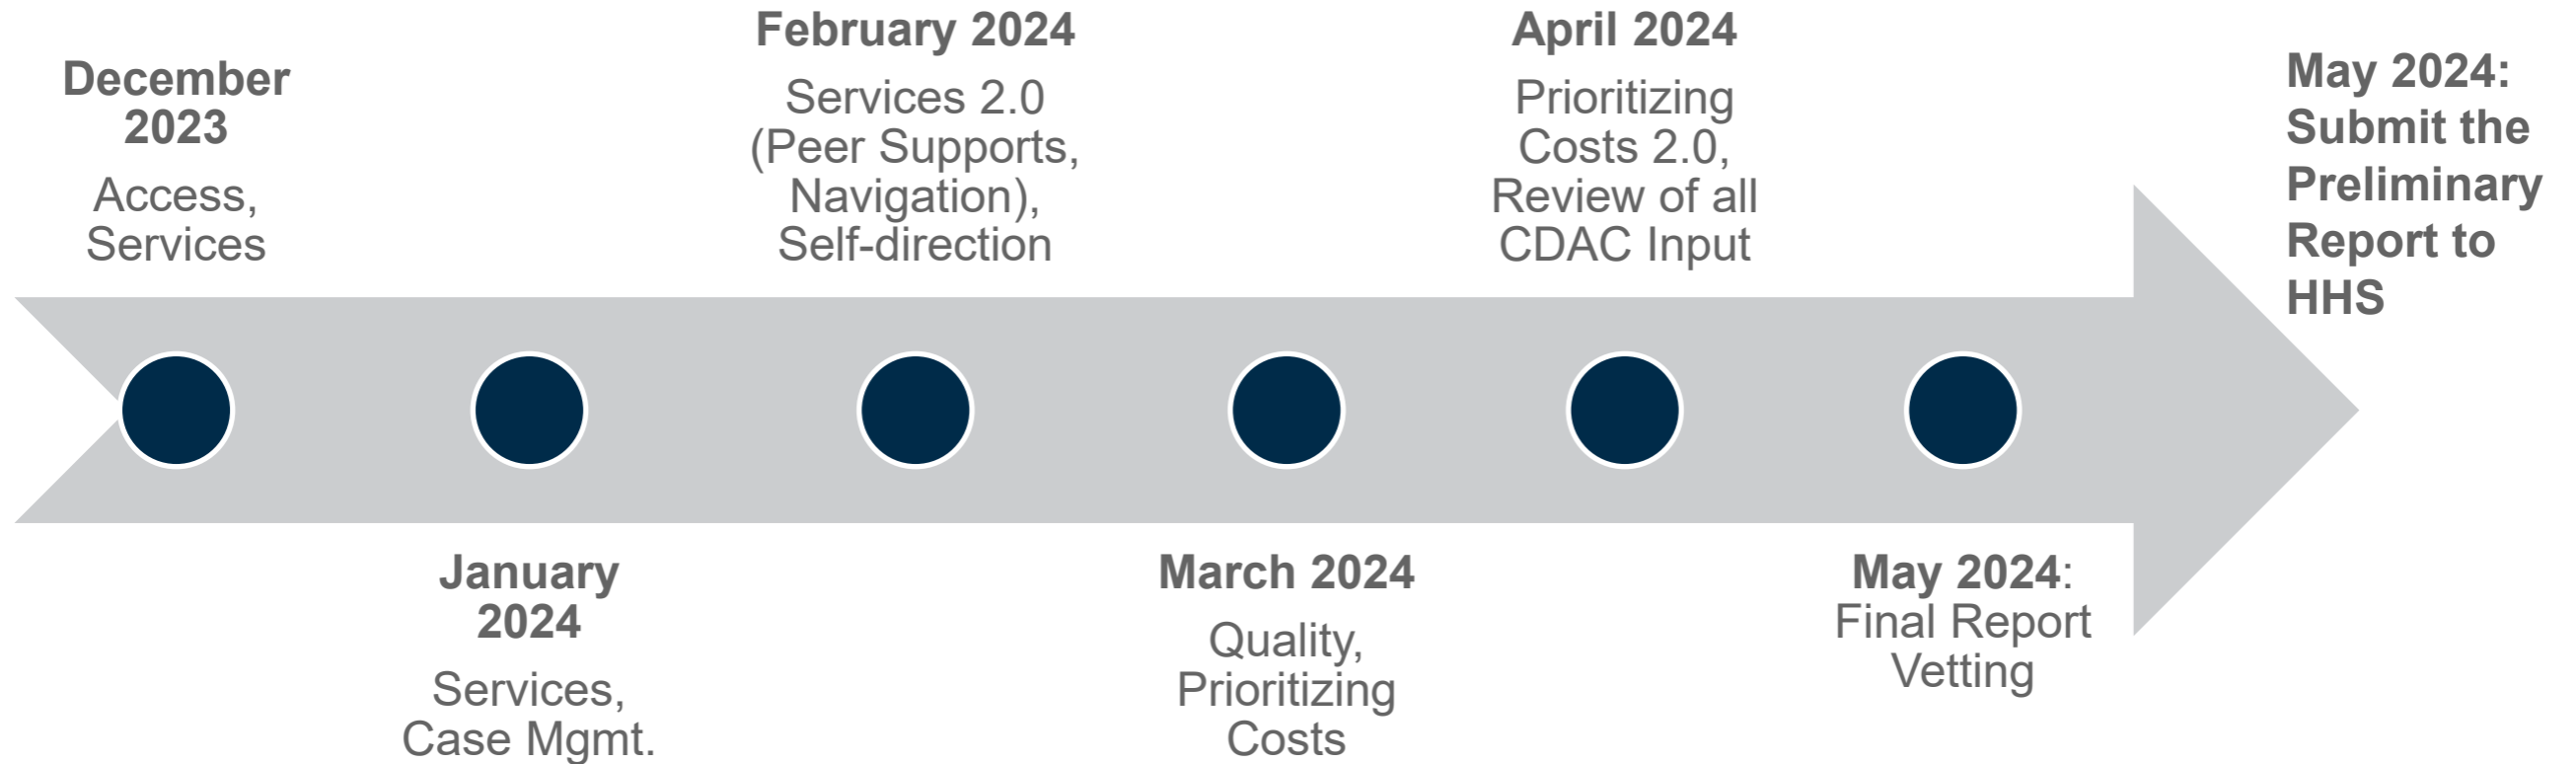 December
2023
Access,
Services
January
2024
Services,
Case Mgmt.
February 2024
Services 2.0
(Peer Supports,
Navigation),
Self-direction
March 2024
Quality,
Prioritizing
Costs
April 2024
Prioritizing
Costs 2.0,
Review of all
CDAC Input
May 2024:
Final Report
Vetting
May 2024:
Submit the
Preliminary
Report to
HHS